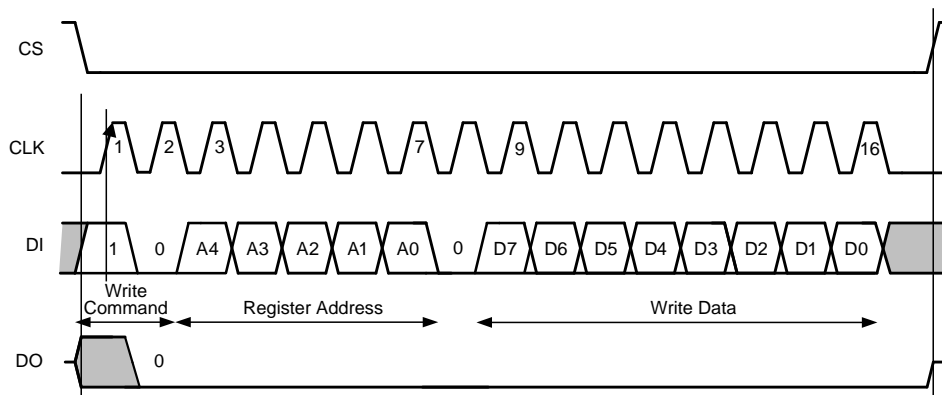 CS
CLK 1 2 3 7 9 16
DI 1 0 A4 A3 A2 A1 A0 0 D7 D6 D5 D4 D3 D2 D1 D0
Write
Command Register Address Write Data
DO 0